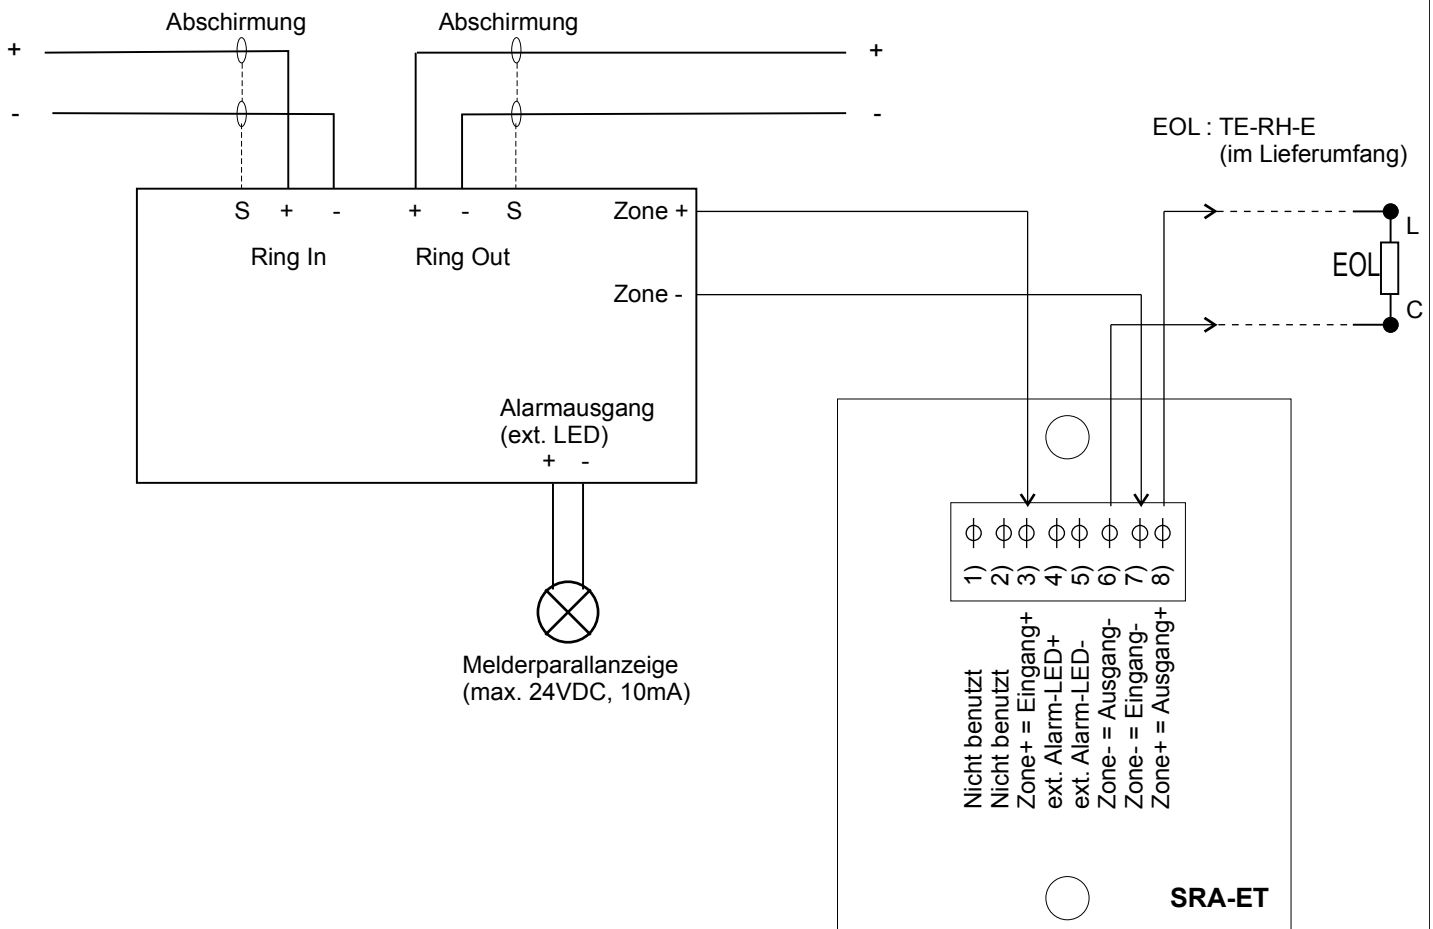 Abschirmung
Abschirmung
+
+
-
-
EOL : TE-RH-E
(im Lieferumfang)
S + -
+ - S
Zone +
L
Ring In
Ring Out
EOL
Zone -
C
Alarmausgang
(ext. LED)
+ -
Melderparallanzeige
(max. 24VDC, 10mA)
1)
2)
3)
4)
5)
6)
7)
8)
Nicht benutzt
Nicht benutzt
Zone+ = Eingang+
ext. Alarm-LED+
ext. Alarm-LED-
Zone- = Ausgang-
Zone- = Eingang-
Zone+ = Ausgang+
SRA-ET